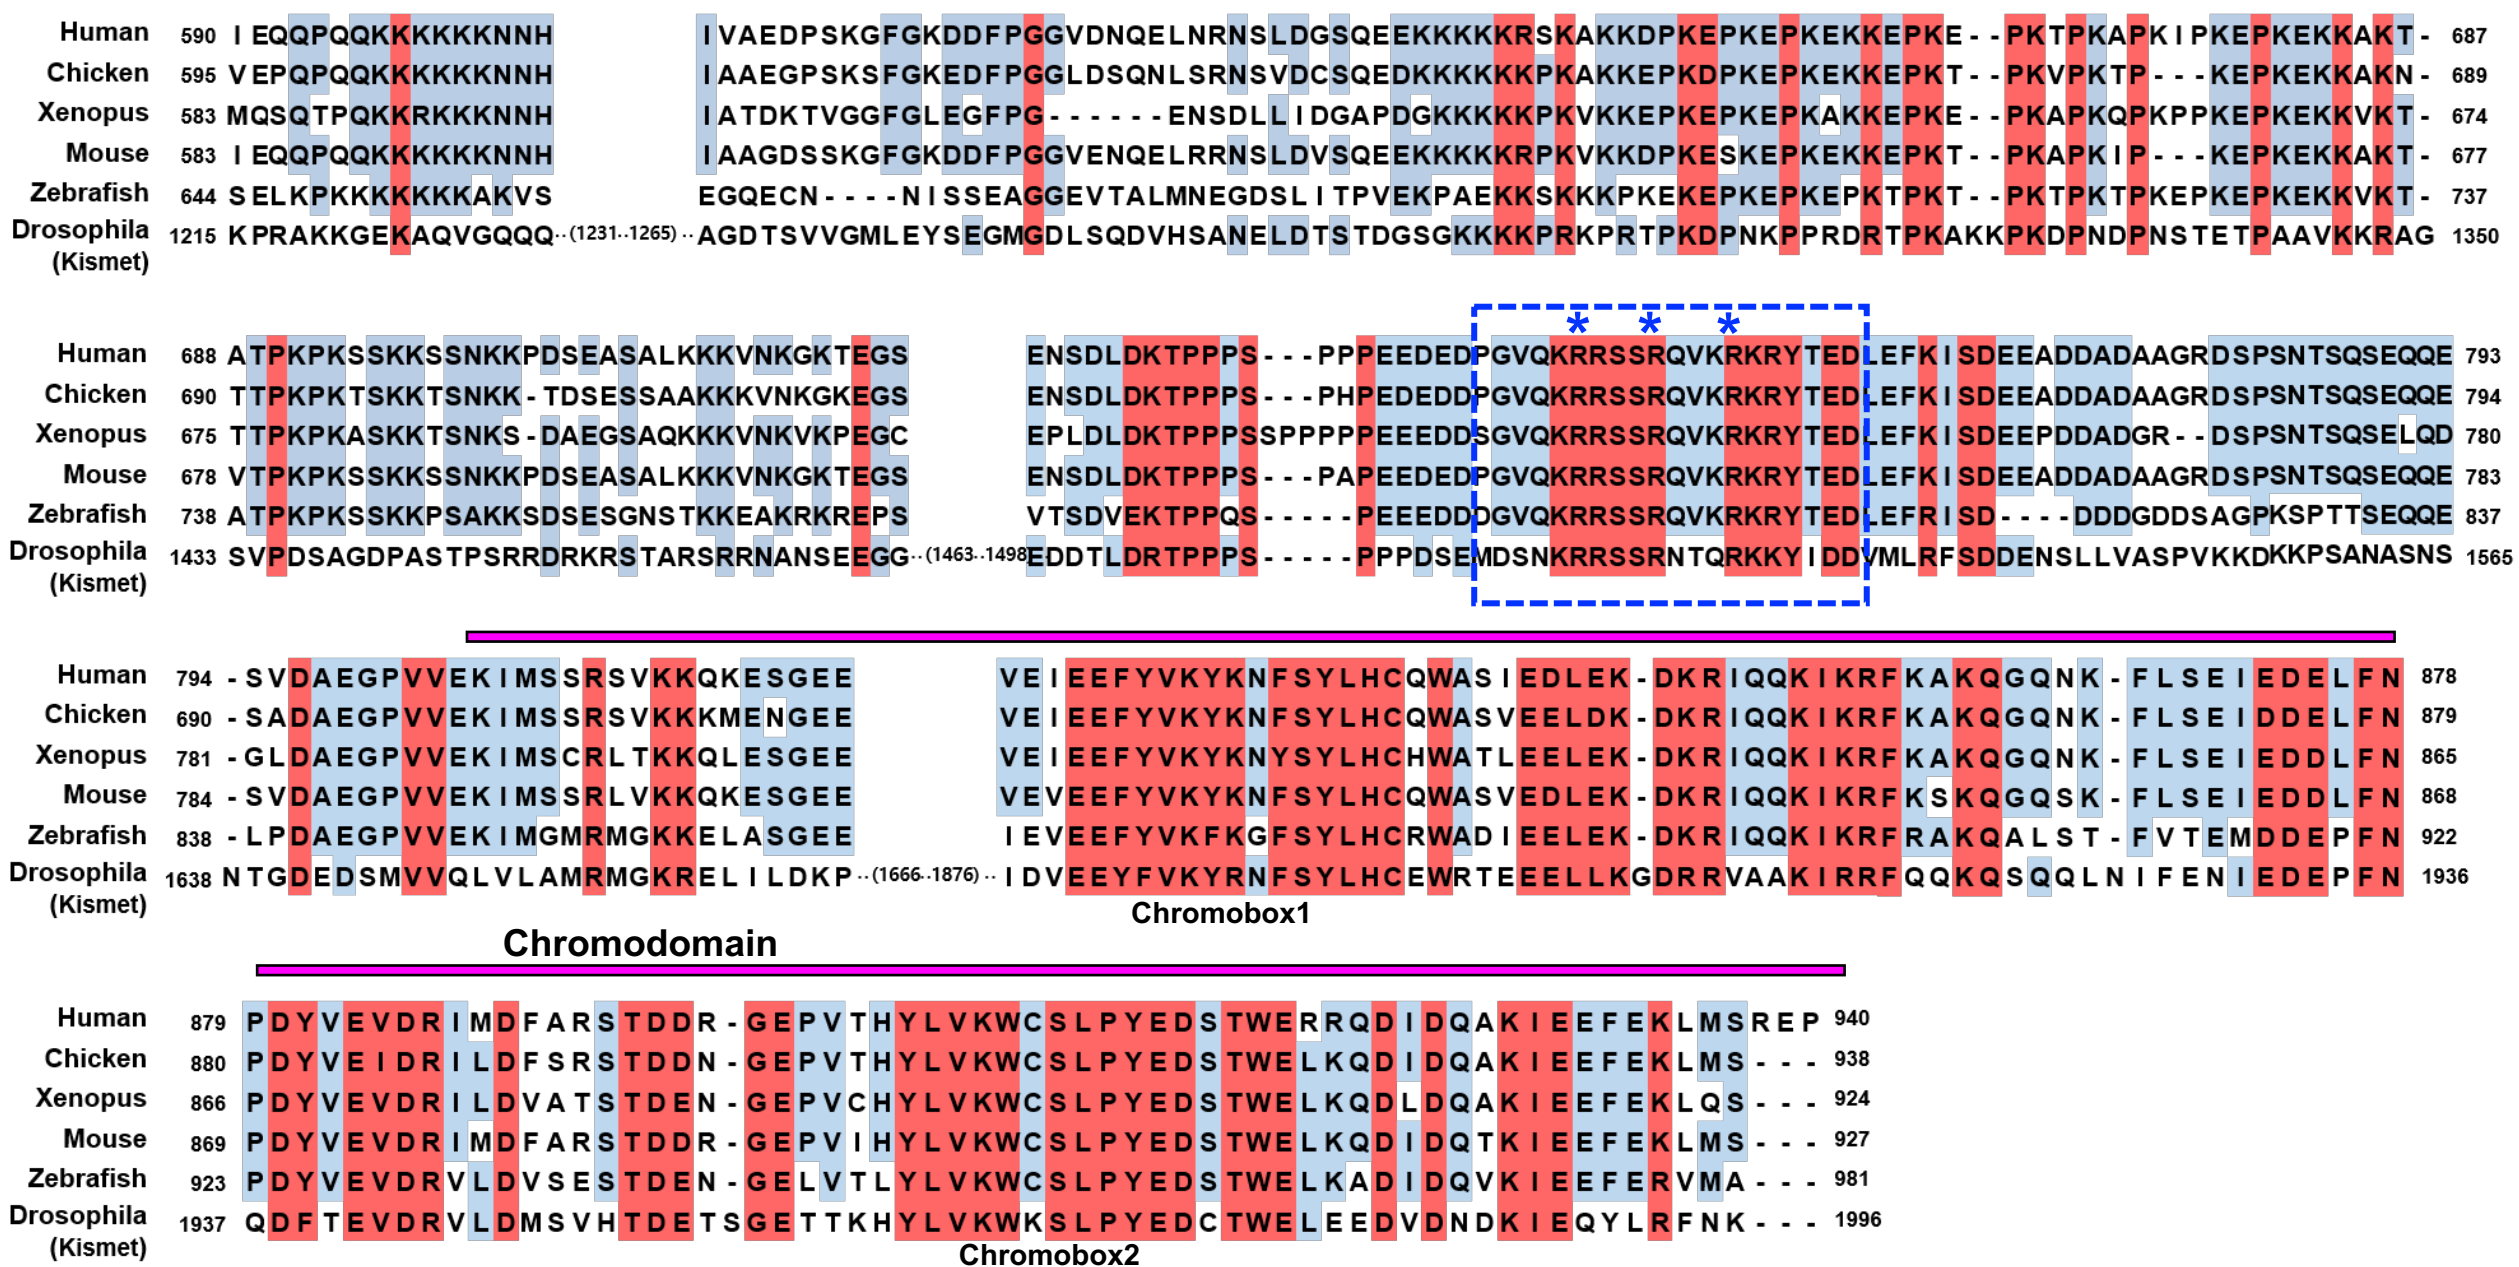 Human 590 IEQQPQQKKKKKKNNH IVAEDPSKGFGKDDFPGGVDNQELNRNSLDGSQEEKKKKKRSKAKKDPKEPKEPKEKKEPKE--PKTPKAPKIPKEPKEKKAKT- 687
Chicken 595 VEPQPQQKKKKKKNNH IAAEGPSKSFGKEDFPGGLDSQNLSRNSVDCSQEDKKKKKKPKAKKEPKDPKEPKEKKEPKT--PKVPKTP---KEPKEKKAKN- 689
Xenopus 583 MQSQTPQKKRKKKNNH IATDKTVGGFGLEGFPG------ENSDLLIDGAPDGKKKKKKPKVKKEPKEPKEPKAKKEPKE--PKAPKQPKPPKEPKEKKVKT- 674
Mouse 583 IEQQPQQKKKKKKNNH IAAGDSSKGFGKDDFPGGVENQELRRNSLDVSQEEKKKKKRPKVKKDPKESKEPKEKKEPKT--PKAPKIP---KEPKEKKAKT- 677
Zebrafish 644 SELKPKKKKKKKAKVS EGQECN----NISSEAGGEVTALMNEGDSLITPVEKPAEKKSKKKPKEKEPKEPKEPKTPKT--PKTPKTPKEPKEPKEKKVKT- 737
Drosophila 1215 KPRAKKGEKAQVGQQQ··(1231··1265)··AGDTSVVGMLEYSEGMGDLSQDVHSANELDTSTDGSGKKKKPRKPRTPKDPNKPPRDRTPKAKKPKDPNDPNSTETPAAVKKRAG 1350
(Kismet)
* * *
Human 688 ATPKPKSSKKSSNKKPDSEASALKKKVNKGKTEGS ENSDLDKTPPPS---PPPEEDEDPGVQKRRSSRQVKRKRYTEDLEFKISDEEADDADAAGRDSPSNTSQSEQQE 793
Chicken 690 TTPKPKTSKKTSNKK-TDSESSAAKKKVNKGKEGS ENSDLDKTPPPS---PHPEDEDDPGVQKRRSSRQVKRKRYTEDLEFKISDEEADDADAAGRDSPSNTSQSEQQE 794
Xenopus 675 TTPKPKASKKTSNKS-DAEGSAQKKKVNKVKPEGC EPLDLDKTPPPSSPPPPPEEEDDSGVQKRRSSRQVKRKRYTEDLEFKISDEEPDDADGR--DSPSNTSQSELQD 780
Mouse 678 VTPKPKSSKKSSNKKPDSEASALKKKVNKGKTEGS ENSDLDKTPPPS---PAPEEDEDPGVQKRRSSRQVKRKRYTEDLEFKISDEEADDADAAGRDSPSNTSQSEQQE 783
Zebrafish 738 ATPKPKSSKKPSAKKSDSESGNSTKKEAKRKREPS VTSDVEKTPPQS-----PEEEDDDGVQKRRSSRQVKRKRYTEDLEFRISD----DDDGDDSAGPKSPTTSEQQE 837
Drosophila 1433 SVPDSAGDPASTPSRRDRKRSTARSRRNANSEEGG··(1463··1498)EDDTLDRTPPPS-----PPPDSEMDSNKRRSSRNTQRKKYIDDVMLRFSDDENSLLVASPVKKDKKPSANASNS 1565
(Kismet)
Human 794 -SVDAEGPVVEKIMSSRSVKKQKESGEE VEIEEFYVKYKNFSYLHCQWASIEDLEK-DKRIQQKIKRFKAKQGQNK-FLSEIEDELFN 878
Chicken 690 -SADAEGPVVEKIMSSRSVKKKMENGEE VEIEEFYVKYKNFSYLHCQWASVEELDK-DKRIQQKIKRFKAKQGQNK-FLSEIDDELFN 879
Xenopus 781 -GLDAEGPVVEKIMSCRLTKKQLESGEE VEIEEFYVKYKNYSYLHCHWATLEELEK-DKRIQQKIKRFKAKQGQNK-FLSEIEDDLFN 865
Mouse 784 -SVDAEGPVVEKIMSSRLVKKQKESGEE VEVEEFYVKYKNFSYLHCQWASVEDLEK-DKRIQQKIKRFKSKQGQSK-FLSEIEDDLFN 868
Zebrafish 838 -LPDAEGPVVEKIMGMRMGKKELASGEE IEVEEFYVKFKGFSYLHCRWADIEELEK-DKRIQQKIKRFRAKQALST-FVTEMDDEPFN 922
Drosophila 1638 NTGDEDSMVVQLVLAMRMGKRELILDKP··(1666··1876)··IDVEEYFVKYRNFSYLHCEWRTEEELLKGDRRVAAKIRRFQQKQSQQLNIFENIEDEPFN 1936
(Kismet)
Chromobox1
Chromodomain
Human 879 PDYVEVDRIMDFARSTDDR-GEPVTHYLVKWCSLPYEDSTWERRQDIDQAKIEEFEKLMSREP 940
Chicken 880 PDYVEIDRILDFSRSTDDN-GEPVTHYLVKWCSLPYEDSTWELKQDIDQAKIEEFEKLMS--- 938
Xenopus 866 PDYVEVDRILDVATSTDEN-GEPVCHYLVKWCSLPYEDSTWELKQDLDQAKIEEFEKLQS--- 924
Mouse 869 PDYVEVDRIMDFARSTDDR-GEPVIHYLVKWCSLPYEDSTWELKQDIDQTKIEEFEKLMS--- 927
Zebrafish 923 PDYVEVDRVLDVSESTDEN-GELVTLYLVKWCSLPYEDSTWELKADIDQVKIEEFERVMA--- 981
Drosophila 1937 QDFTEVDRVLDMSVHTDETSGETTKHYLVKWKSLPYEDCTWELEEDVDNDKIEQYLRFNK--- 1996
(Kismet)
Chromobox2